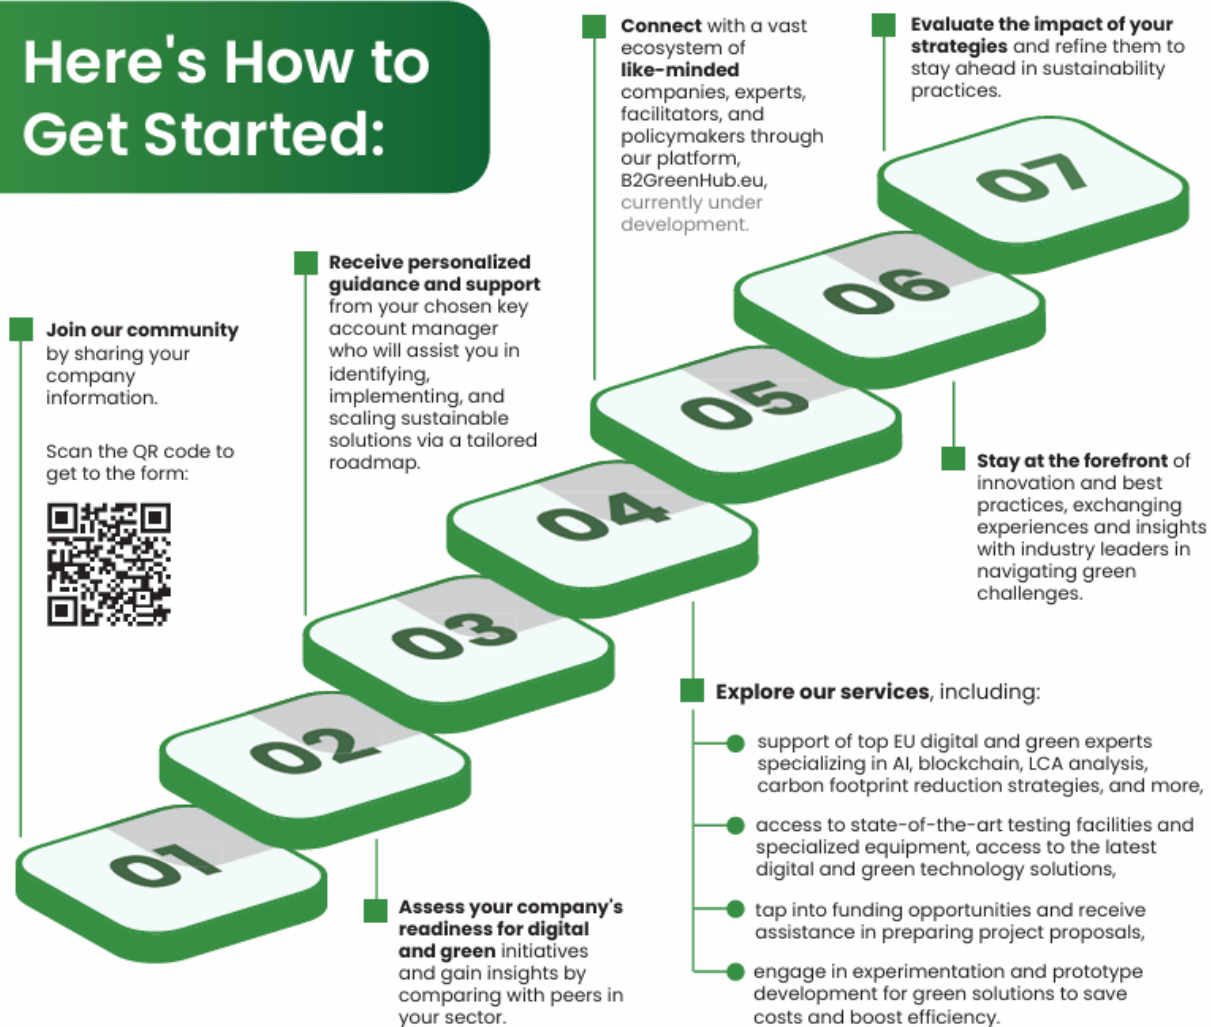 Here's How to
Get Started:
01
Join our community
by sharing your
company
information.
Scan the QR code to
get to the form:
02
Assess your company's
readiness for digital
and green initiatives
and gain insights by
comparing with peers in
your sector.
03
Receive personalized
guidance and support
from your chosen key
account manager
who will assist you in
identifying,
implementing, and
scaling sustainable
solutions via a tailored
roadmap.
04
Explore our services, including:
support of top EU digital and green experts
specializing in AI, blockchain, LCA analysis,
carbon footprint reduction strategies, and more,
access to state-of-the-art testing facilities and
specialized equipment, access to the latest
digital and green technology solutions,
tap into funding opportunities and receive
assistance in preparing project proposals,
engage in experimentation and prototype
development for green solutions to save
costs and boost efficiency.
05
Connect with a vast
ecosystem of
like-minded
companies, experts,
facilitators, and
policymakers through
our platform,
B2GreenHub.eu,
currently under
development.
06
Stay at the forefront of
innovation and best
practices, exchanging
experiences and insights
with industry leaders in
navigating green
challenges.
07
Evaluate the impact of your
strategies and refine them to
stay ahead in sustainability
practices.